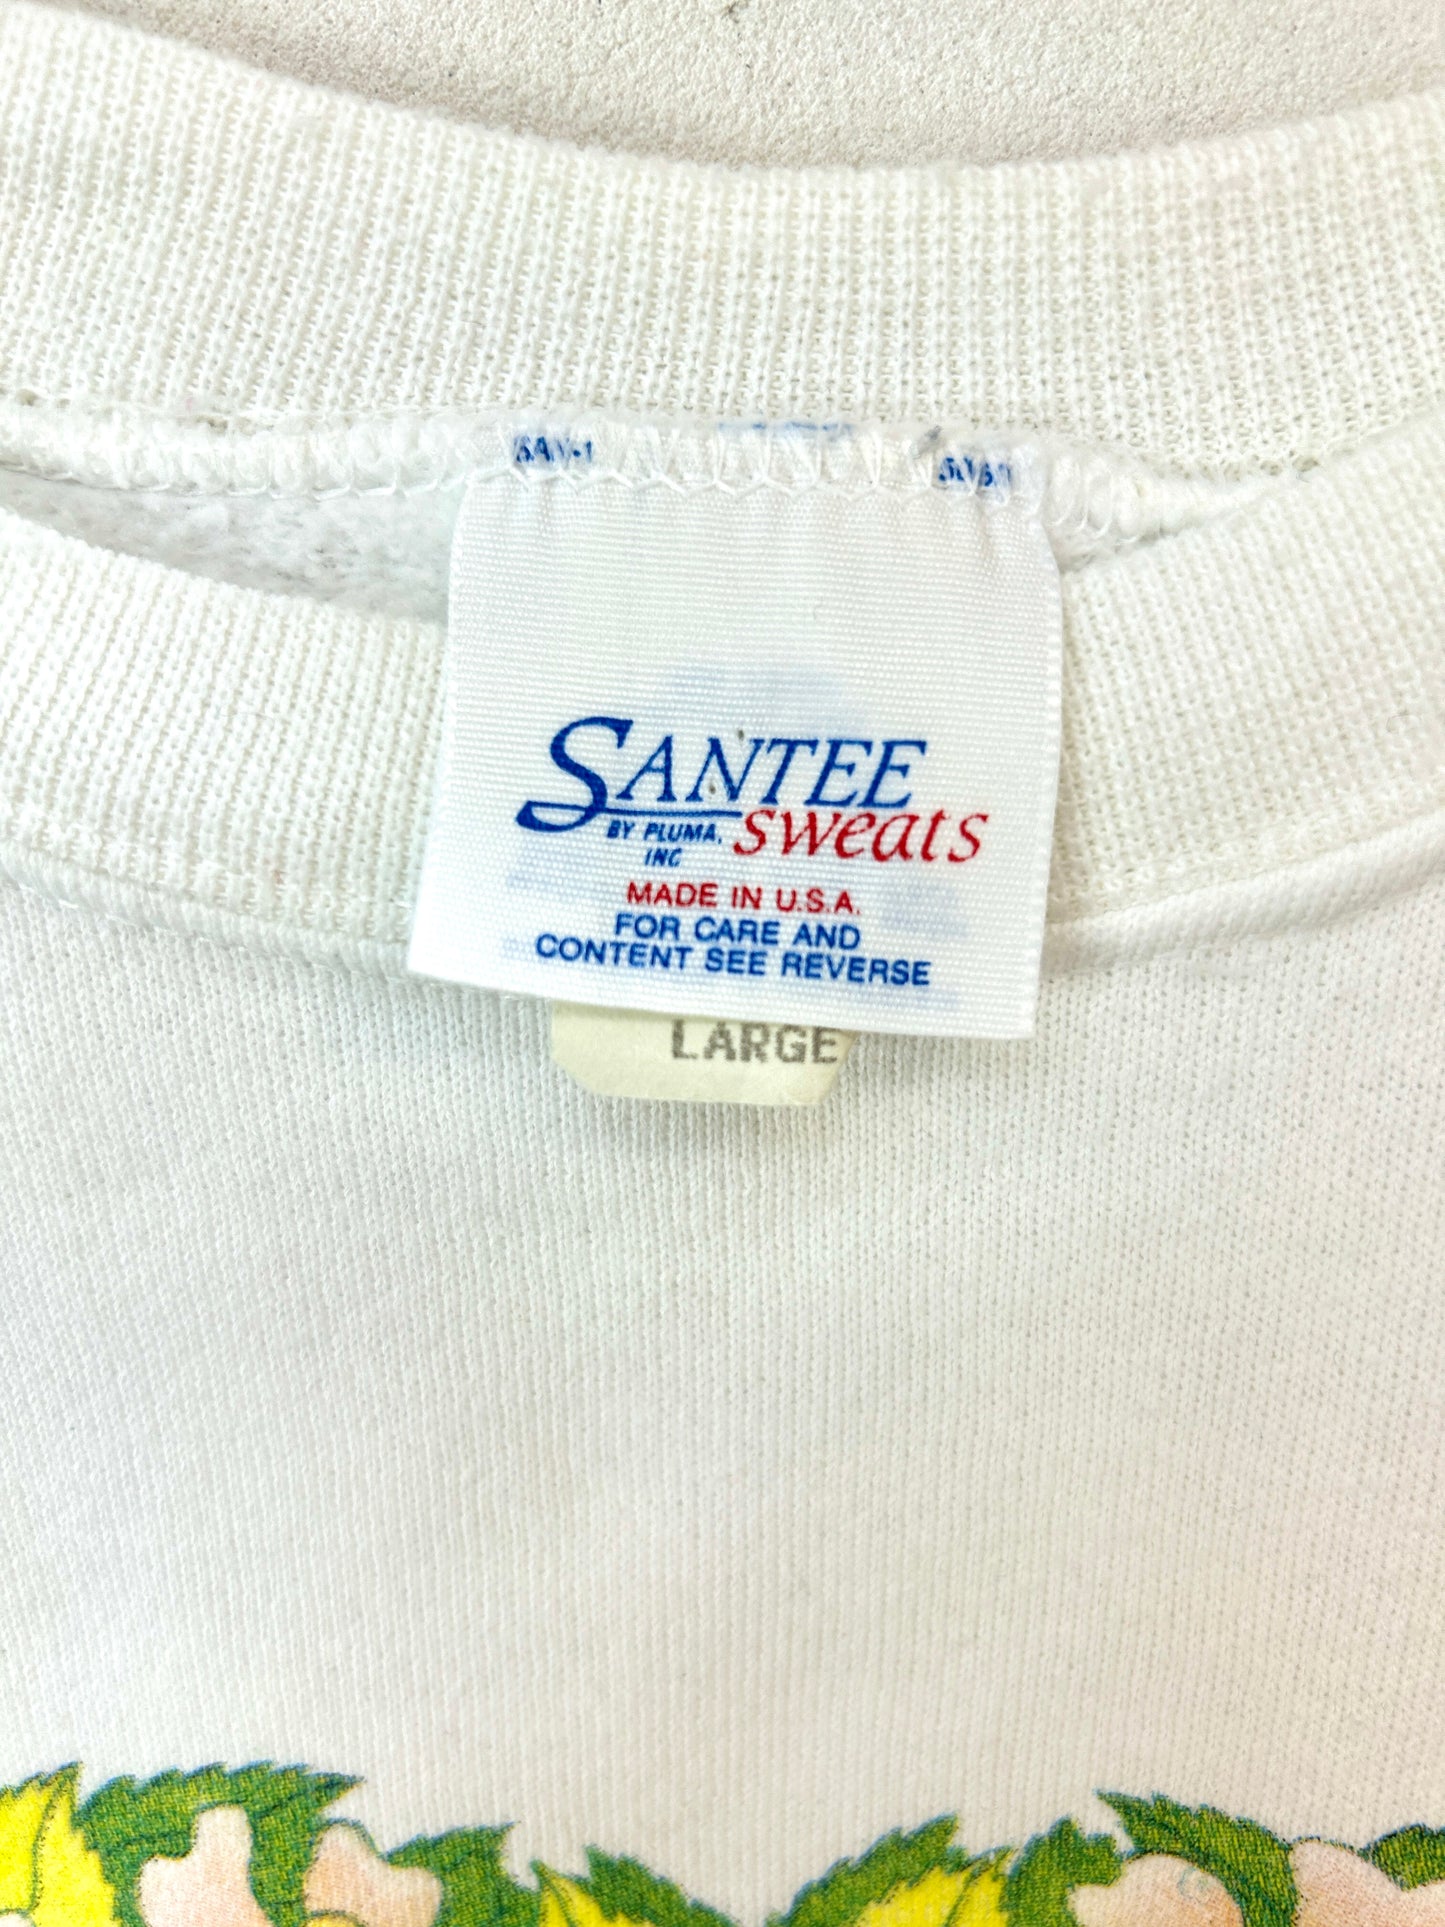 SANTEE
BY PLUMA, sweats
INC
MADE IN U.S.A.
FOR CARE AND
CONTENT SEE REVERSE
LARGE